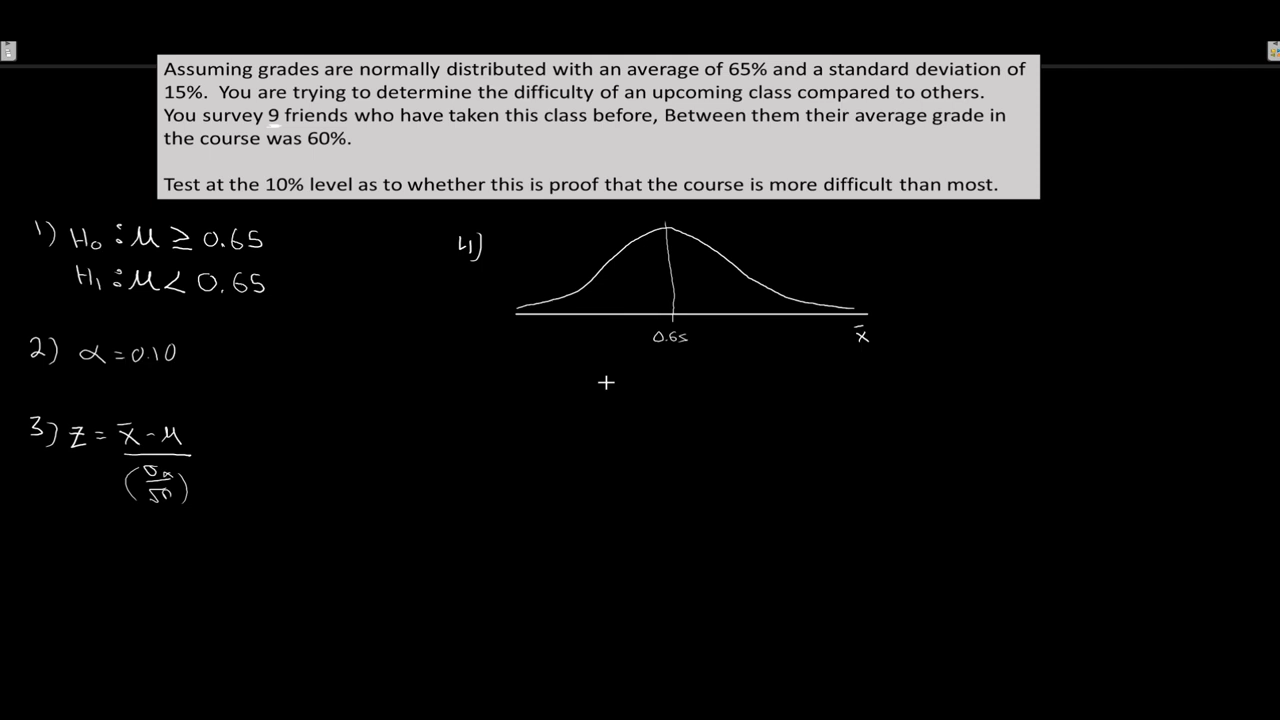 Assuming grades are normally distributed with an average of 65% and a standard deviation of
15%. You are trying to determine the difficulty of an upcoming class compared to others.
You survey 9 friends who have taken this class before, Between them their average grade in
the course was 60%.
Test at the 10% level as to whether this is proof that the course is more difficult than most.
1) H₀ : μ ≥ 0.65
H₁ : μ < 0.65
2) α = 0.10
3) z = x̄ - μ
(σₓ
√n)
4)
0.65 x̄